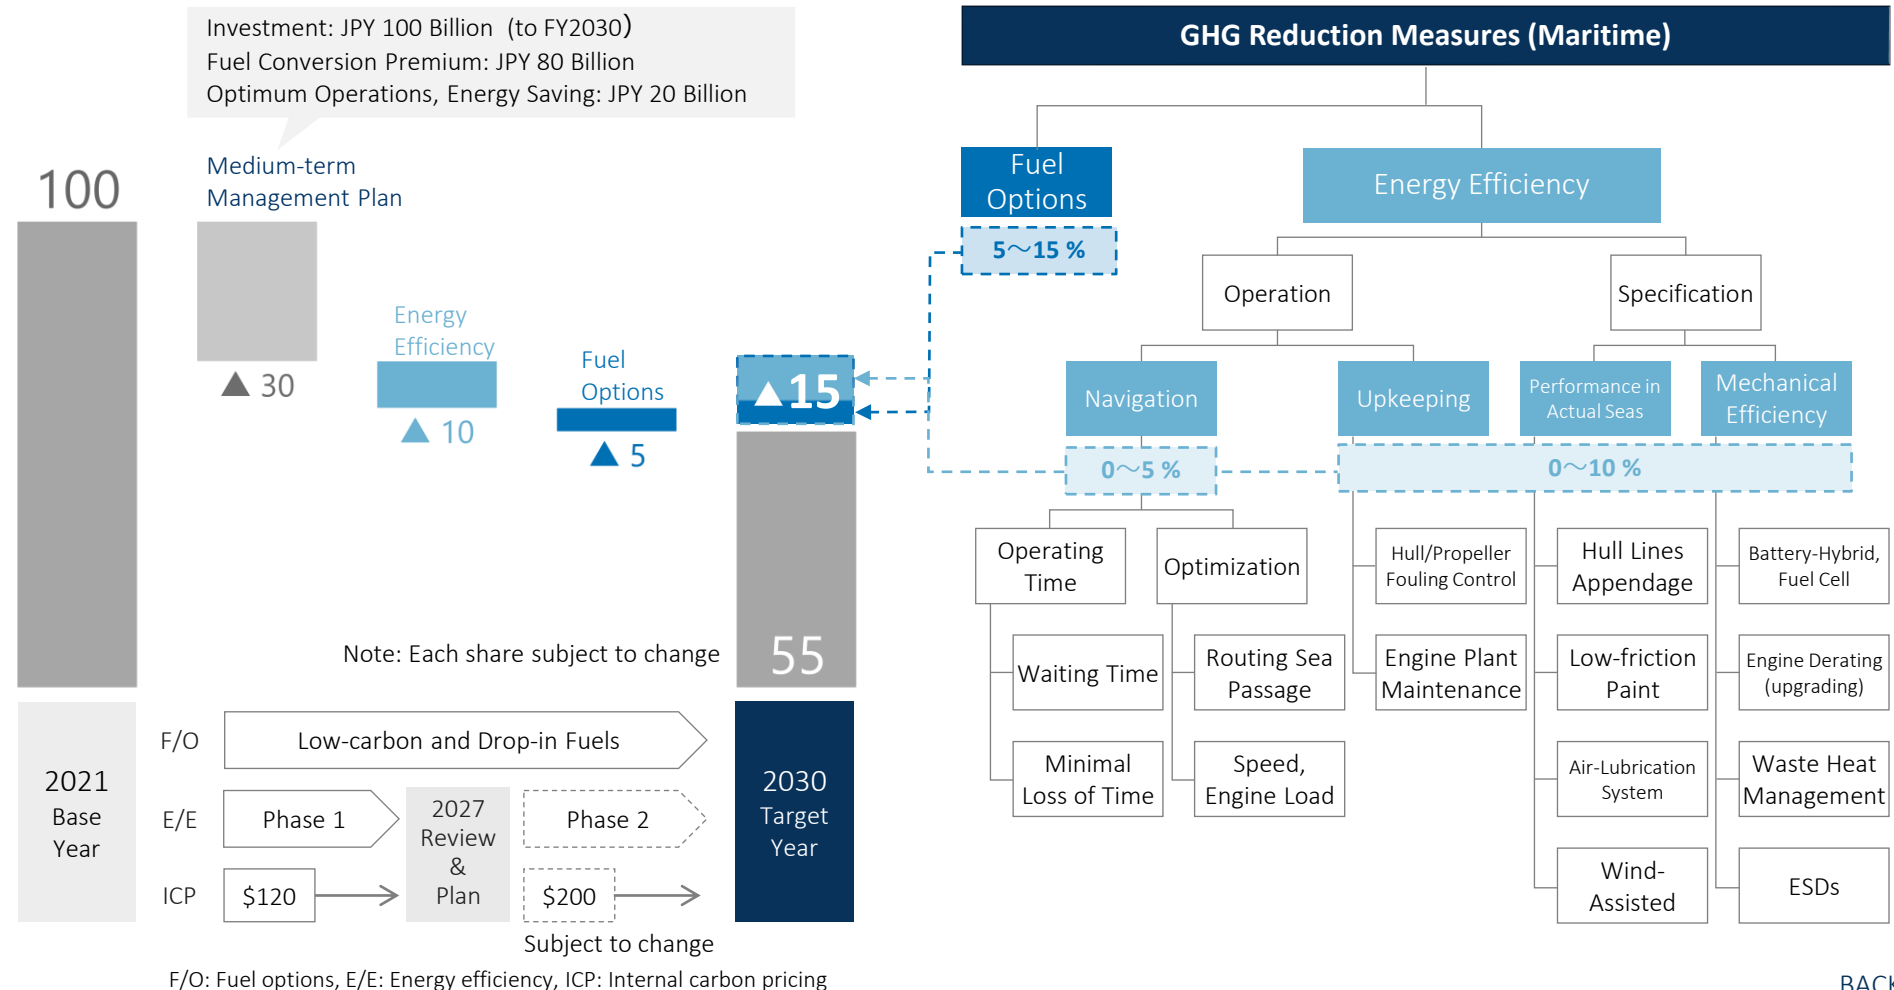 Investment: JPY 100 Billion  (to FY2030)
Fuel Conversion Premium: JPY 80 Billion
Optimum Operations, Energy Saving: JPY 20 Billion
100
Medium-term
Management Plan
▲ 30
Energy
Efficiency
▲ 10
Fuel
Options
▲ 5
▲15
55
Note: Each share subject to change
2021
Base
Year
F/O
Low-carbon and Drop-in Fuels
E/E
Phase 1
2027
Review
&
Plan
Phase 2
ICP
$120
$200
Subject to change
2030
Target
Year
F/O: Fuel options, E/E: Energy efficiency, ICP: Internal carbon pricing
GHG Reduction Measures (Maritime)
Fuel
Options
5～15 %
Energy Efficiency
Operation
Specification
Navigation
Upkeeping
Performance in
Actual Seas
Mechanical
Efficiency
0～5 %
0～10 %
Operating
Time
Optimization
Hull/Propeller
Fouling Control
Hull Lines
Appendage
Battery-Hybrid,
Fuel Cell
Waiting Time
Routing Sea
Passage
Engine Plant
Maintenance
Low-friction
Paint
Engine Derating
(upgrading)
Minimal
Loss of Time
Speed,
Engine Load
Air-Lubrication
System
Waste Heat
Management
Wind-
Assisted
ESDs
BACK